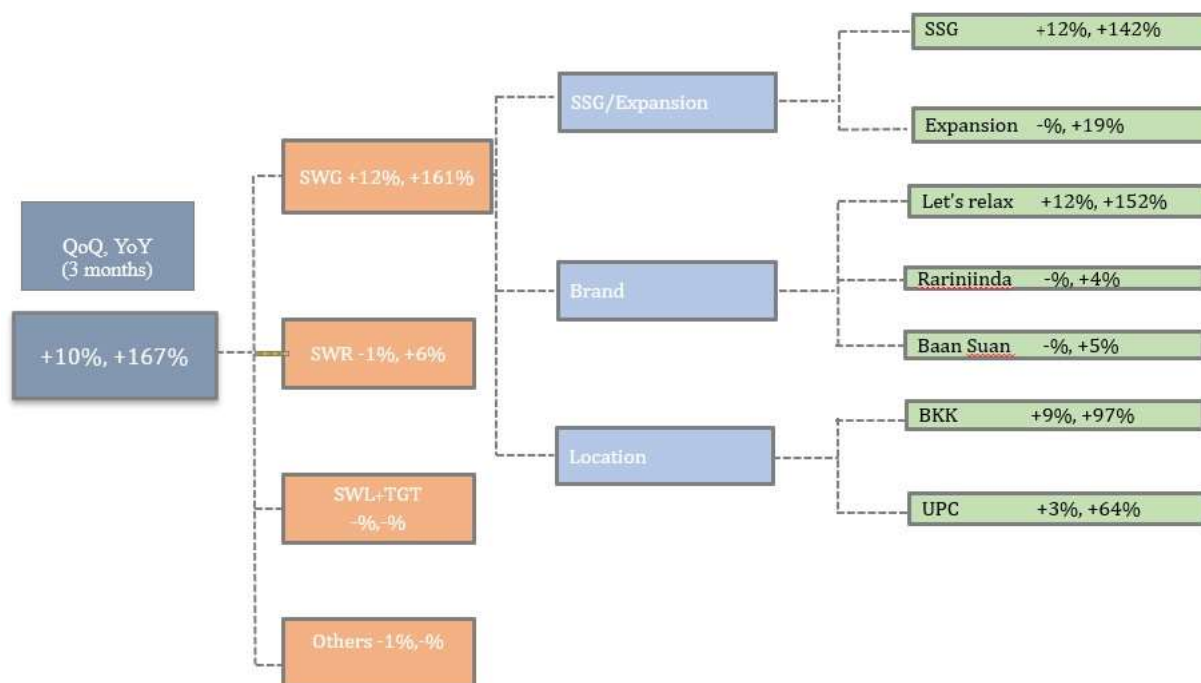 QoQ, YoY
(3 months)
+10%, +167%
SWG +12%, +161%
SWR -1%, +6%
SWL+TGT
-%,-%
Others -1%,-%
SSG/Expansion
Brand
Location
SSG +12%, +142%
Expansion -%, +19%
Let's relax +12%, +152%
Rarinjinda -%, +4%
Baan Suan -%, +5%
BKK +9%, +97%
UPC +3%, +64%